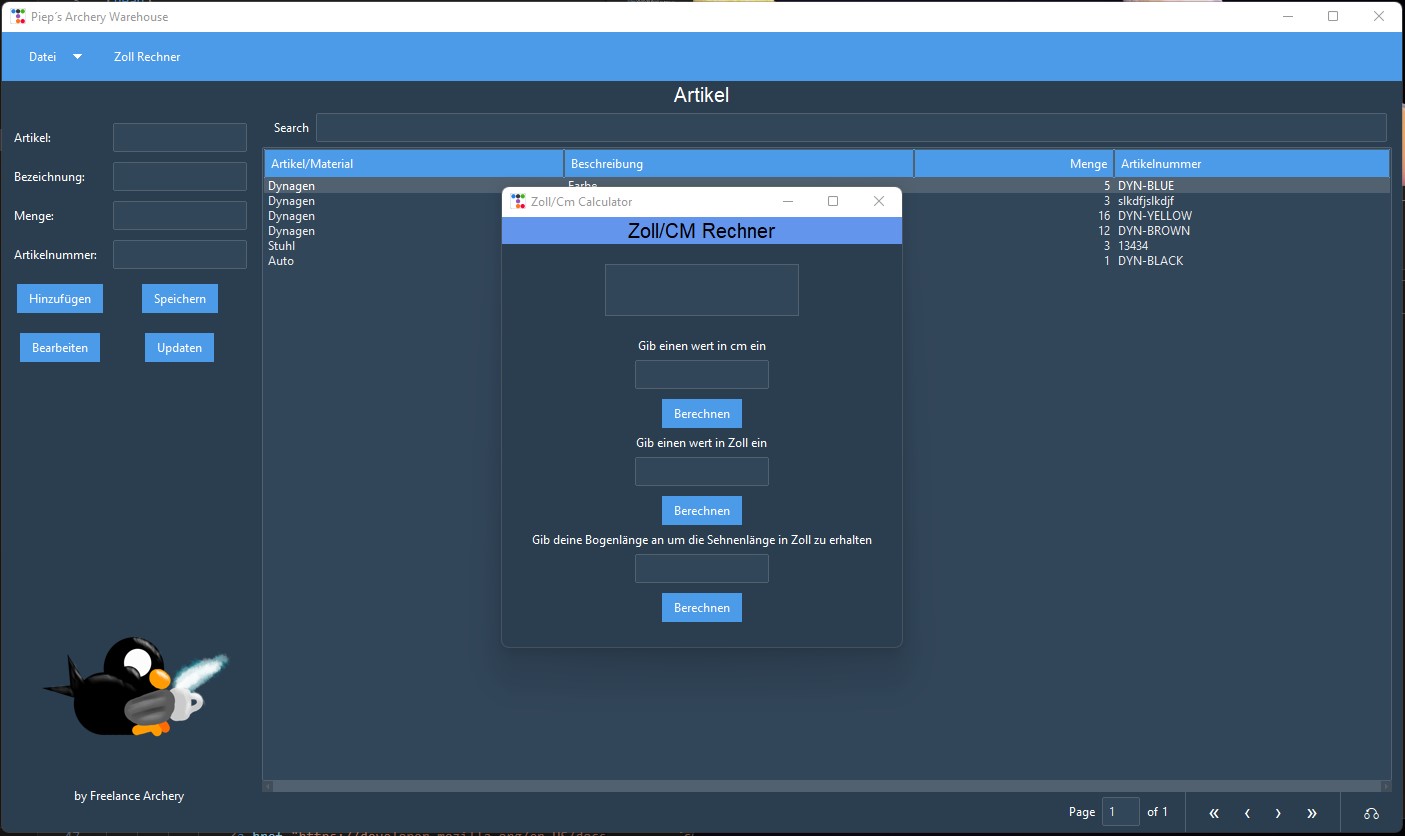 Piep´s Archery Warehouse
Datei Zoll Rechner
Artikel
Search
Artikel:
Bezeichnung:
Menge:
Artikelnummer:
Hinzufügen Speichern
Bearbeiten Updaten
Artikel/Material Beschreibung Menge Artikelnummer
Dynagen Farbe 5 DYN-BLUE
Dynagen 3 slkdfjslkdjf
Dynagen 16 DYN-YELLOW
Dynagen 12 DYN-BROWN
Stuhl 3 13434
Auto 1 DYN-BLACK
Zoll/Cm Calculator
Zoll/CM Rechner
Gib einen wert in cm ein
Berechnen
Gib einen wert in Zoll ein
Berechnen
Gib deine Bogenlänge an um die Sehnenlänge in Zoll zu erhalten
Berechnen
by Freelance Archery
Page 1 of 1